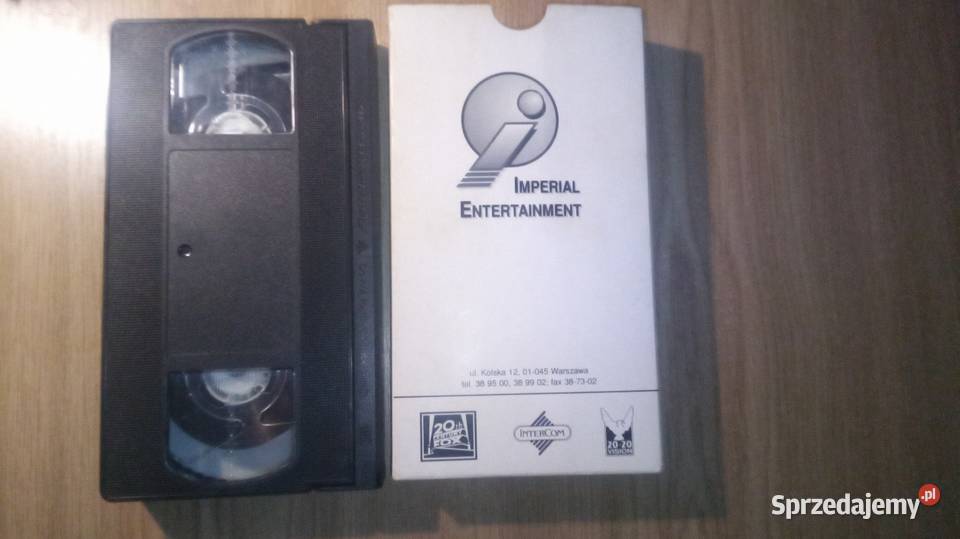 IMPERIAL
ENTERTAINMENT
ul. Kolska 12, 01-045 Warszawa
tel. 38 95 00, 38 99 02; fax 38-73-02
20th
CENTURY
FOX
INTERCOM
20 20
VISION
Sprzedajemy.pl